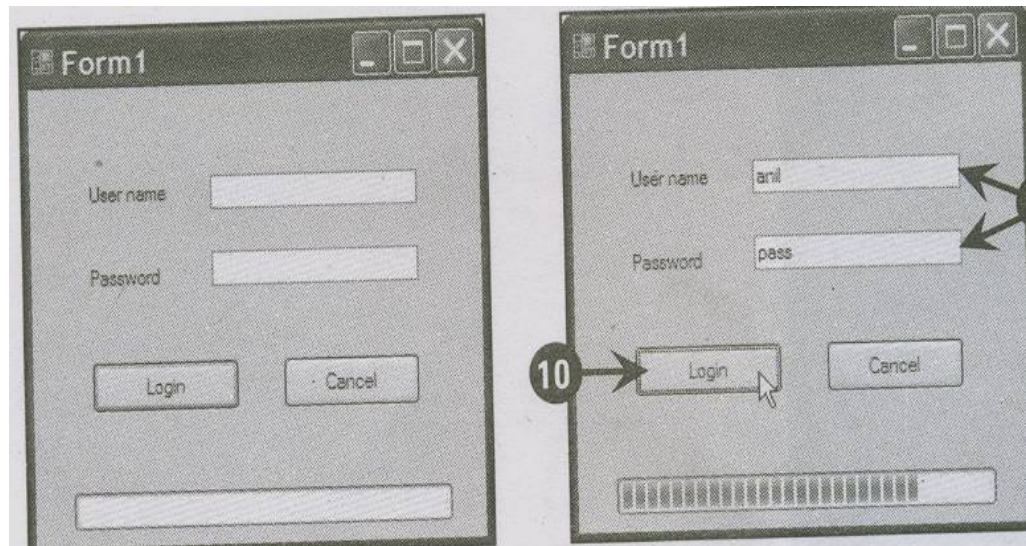 Form1
User name
Password
Login Cancel
Form1
User name anil
Password pass
10
Login Cancel